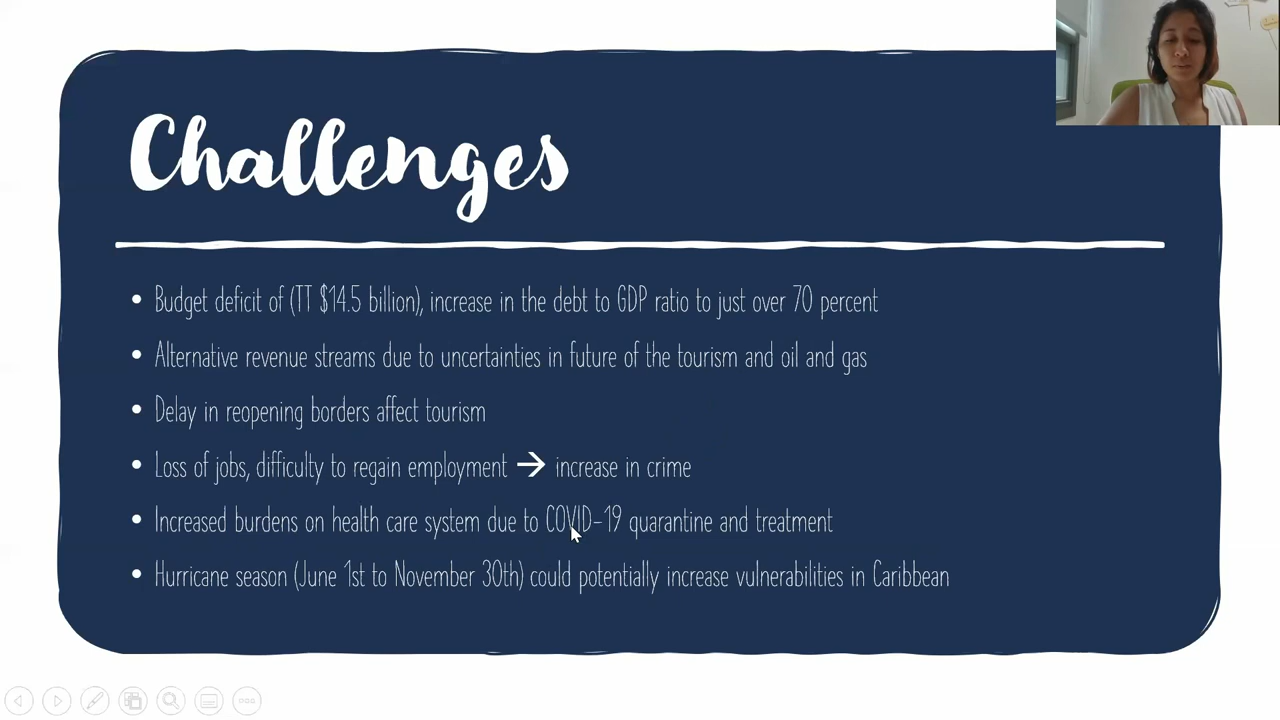 Challenges
• Budget deficit of (TT $14.5 billion), increase in the debt to GDP ratio to just over 70 percent
• Alternative revenue streams due to uncertainties in future of the tourism and oil and gas
• Delay in reopening borders affect tourism
• Loss of jobs, difficulty to regain employment → increase in crime
• Increased burdens on health care system due to COVID-19 quarantine and treatment
• Hurricane season (June 1st to November 30th) could potentially increase vulnerabilities in Caribbean